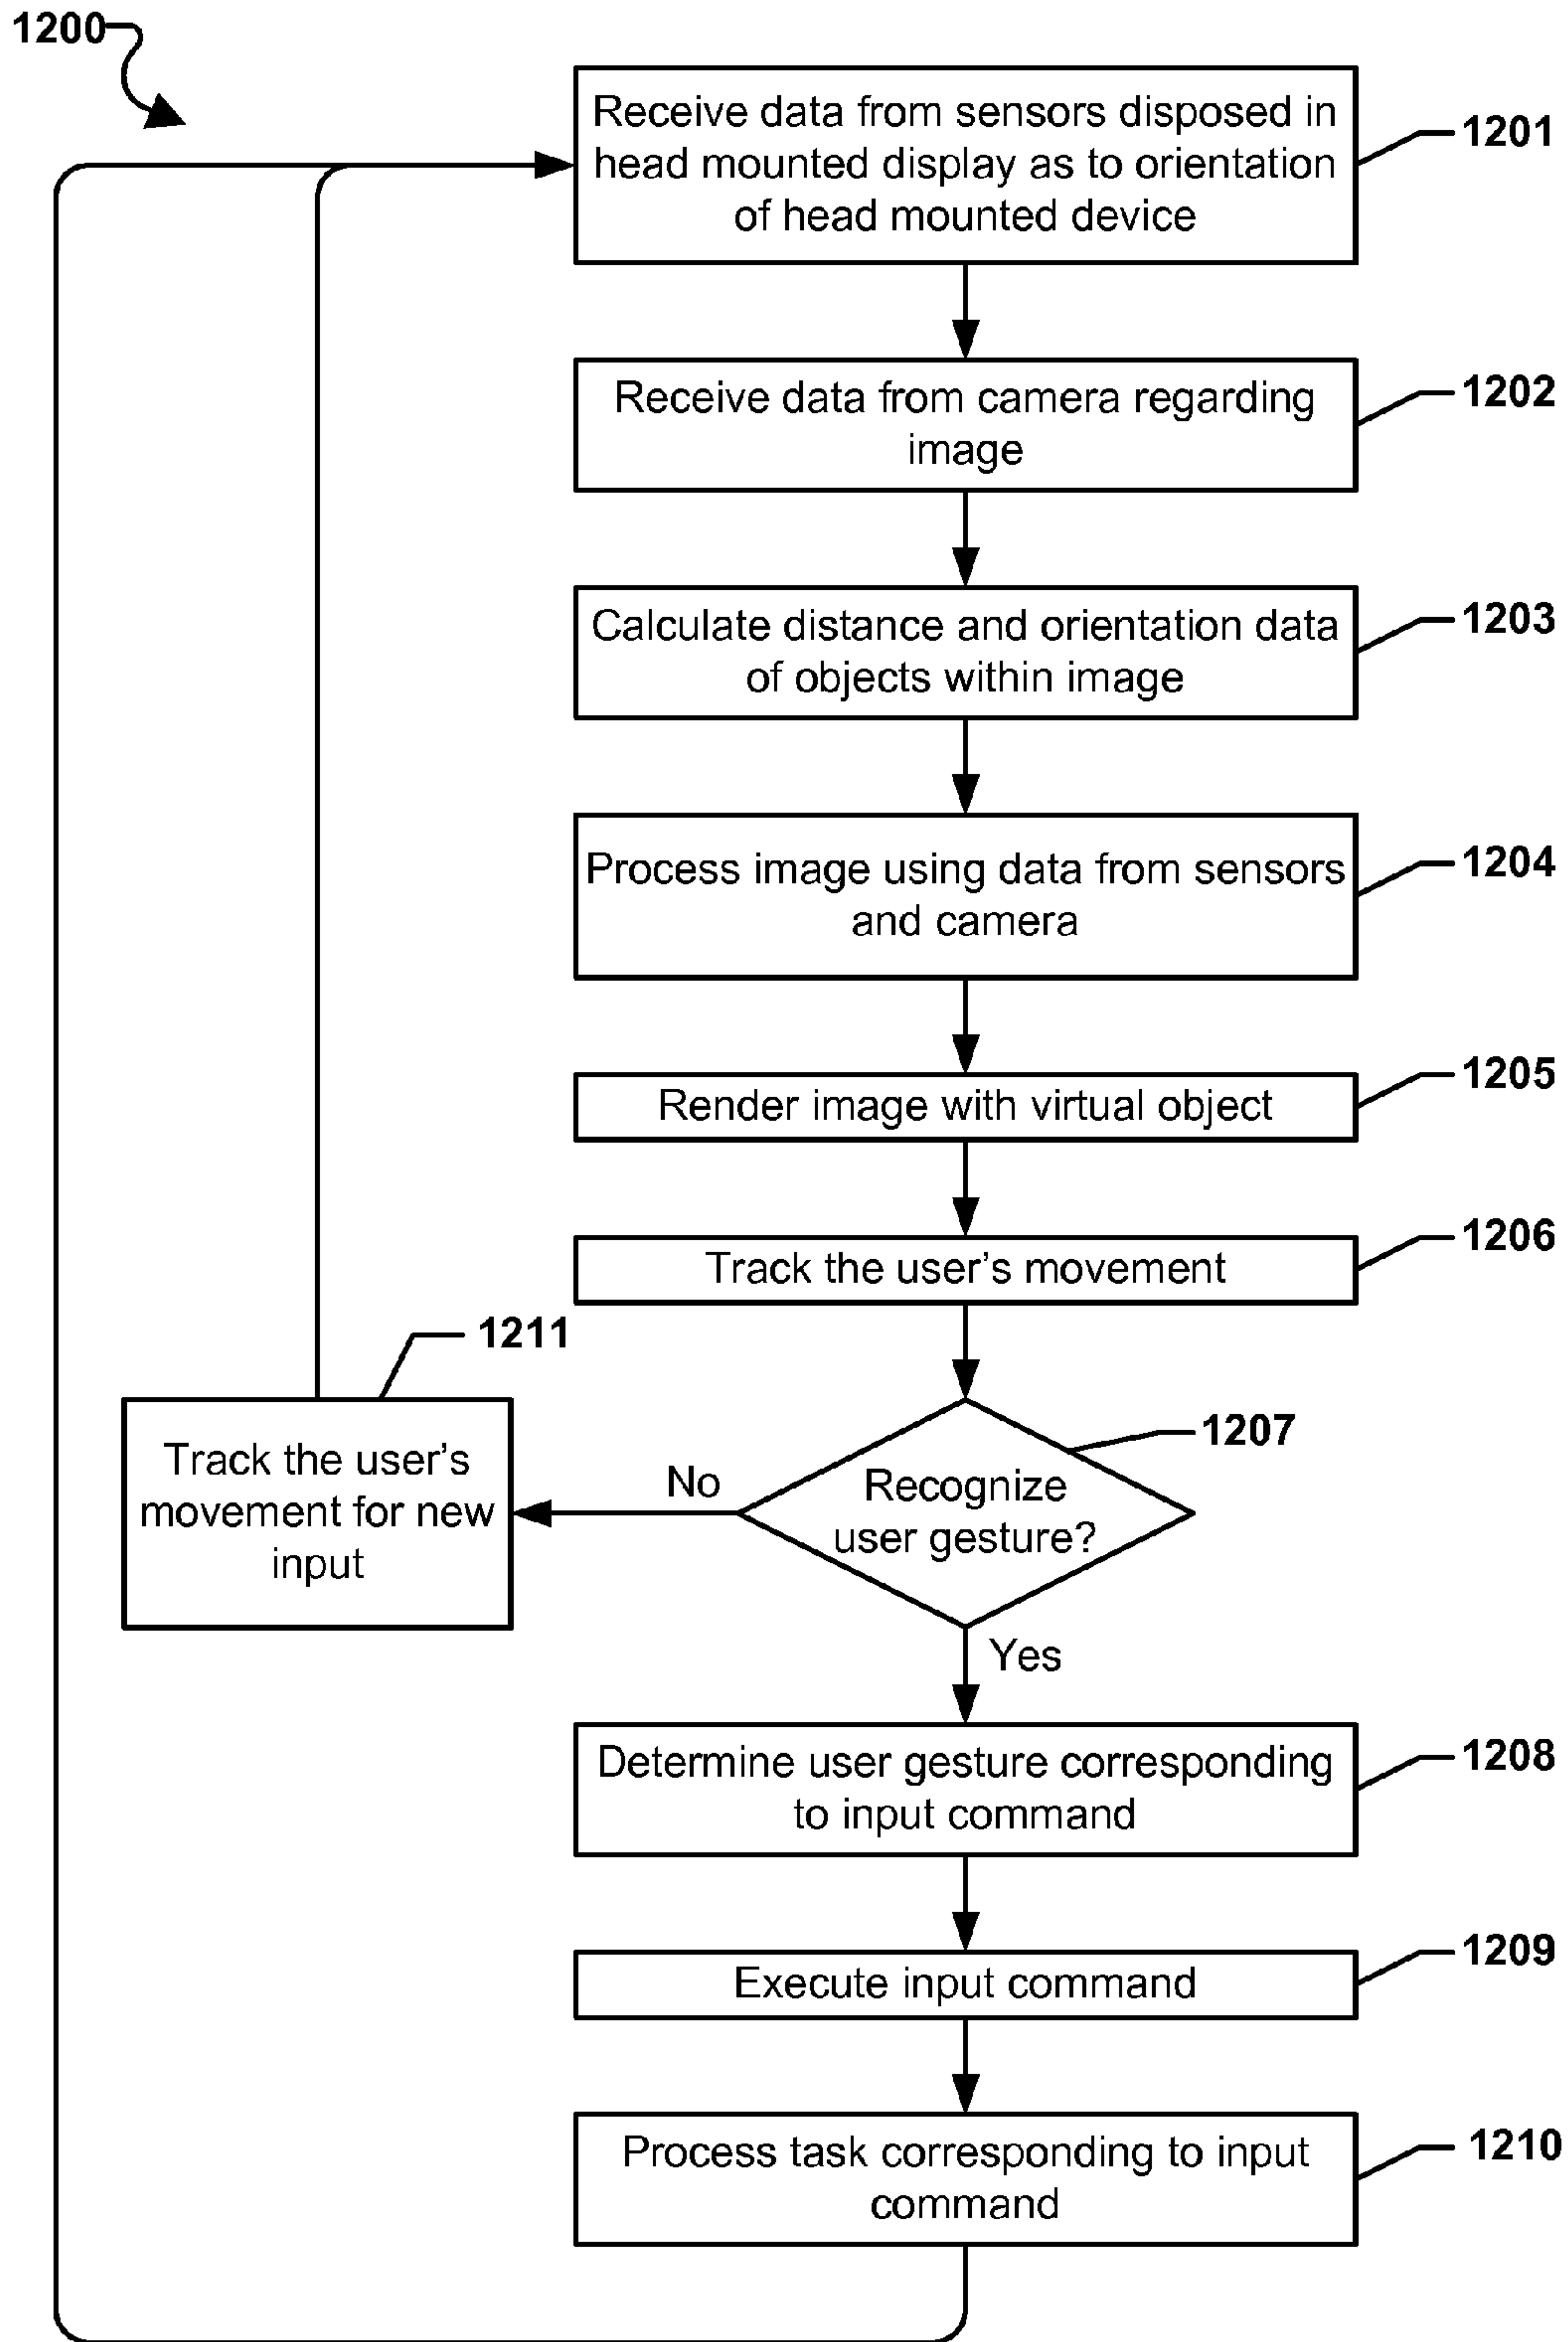 1200
Receive data from sensors disposed in
head mounted display as to orientation
of head mounted device
1201
Receive data from camera regarding
image
1202
Calculate distance and orientation data
of objects within image
1203
Process image using data from sensors
and camera
1204
Render image with virtual object
1205
Track the user’s movement
1206
1211
Track the user’s
movement for new
input
No
Recognize
user gesture?
1207
Yes
Determine user gesture corresponding
to input command
1208
Execute input command
1209
Process task corresponding to input
command
1210